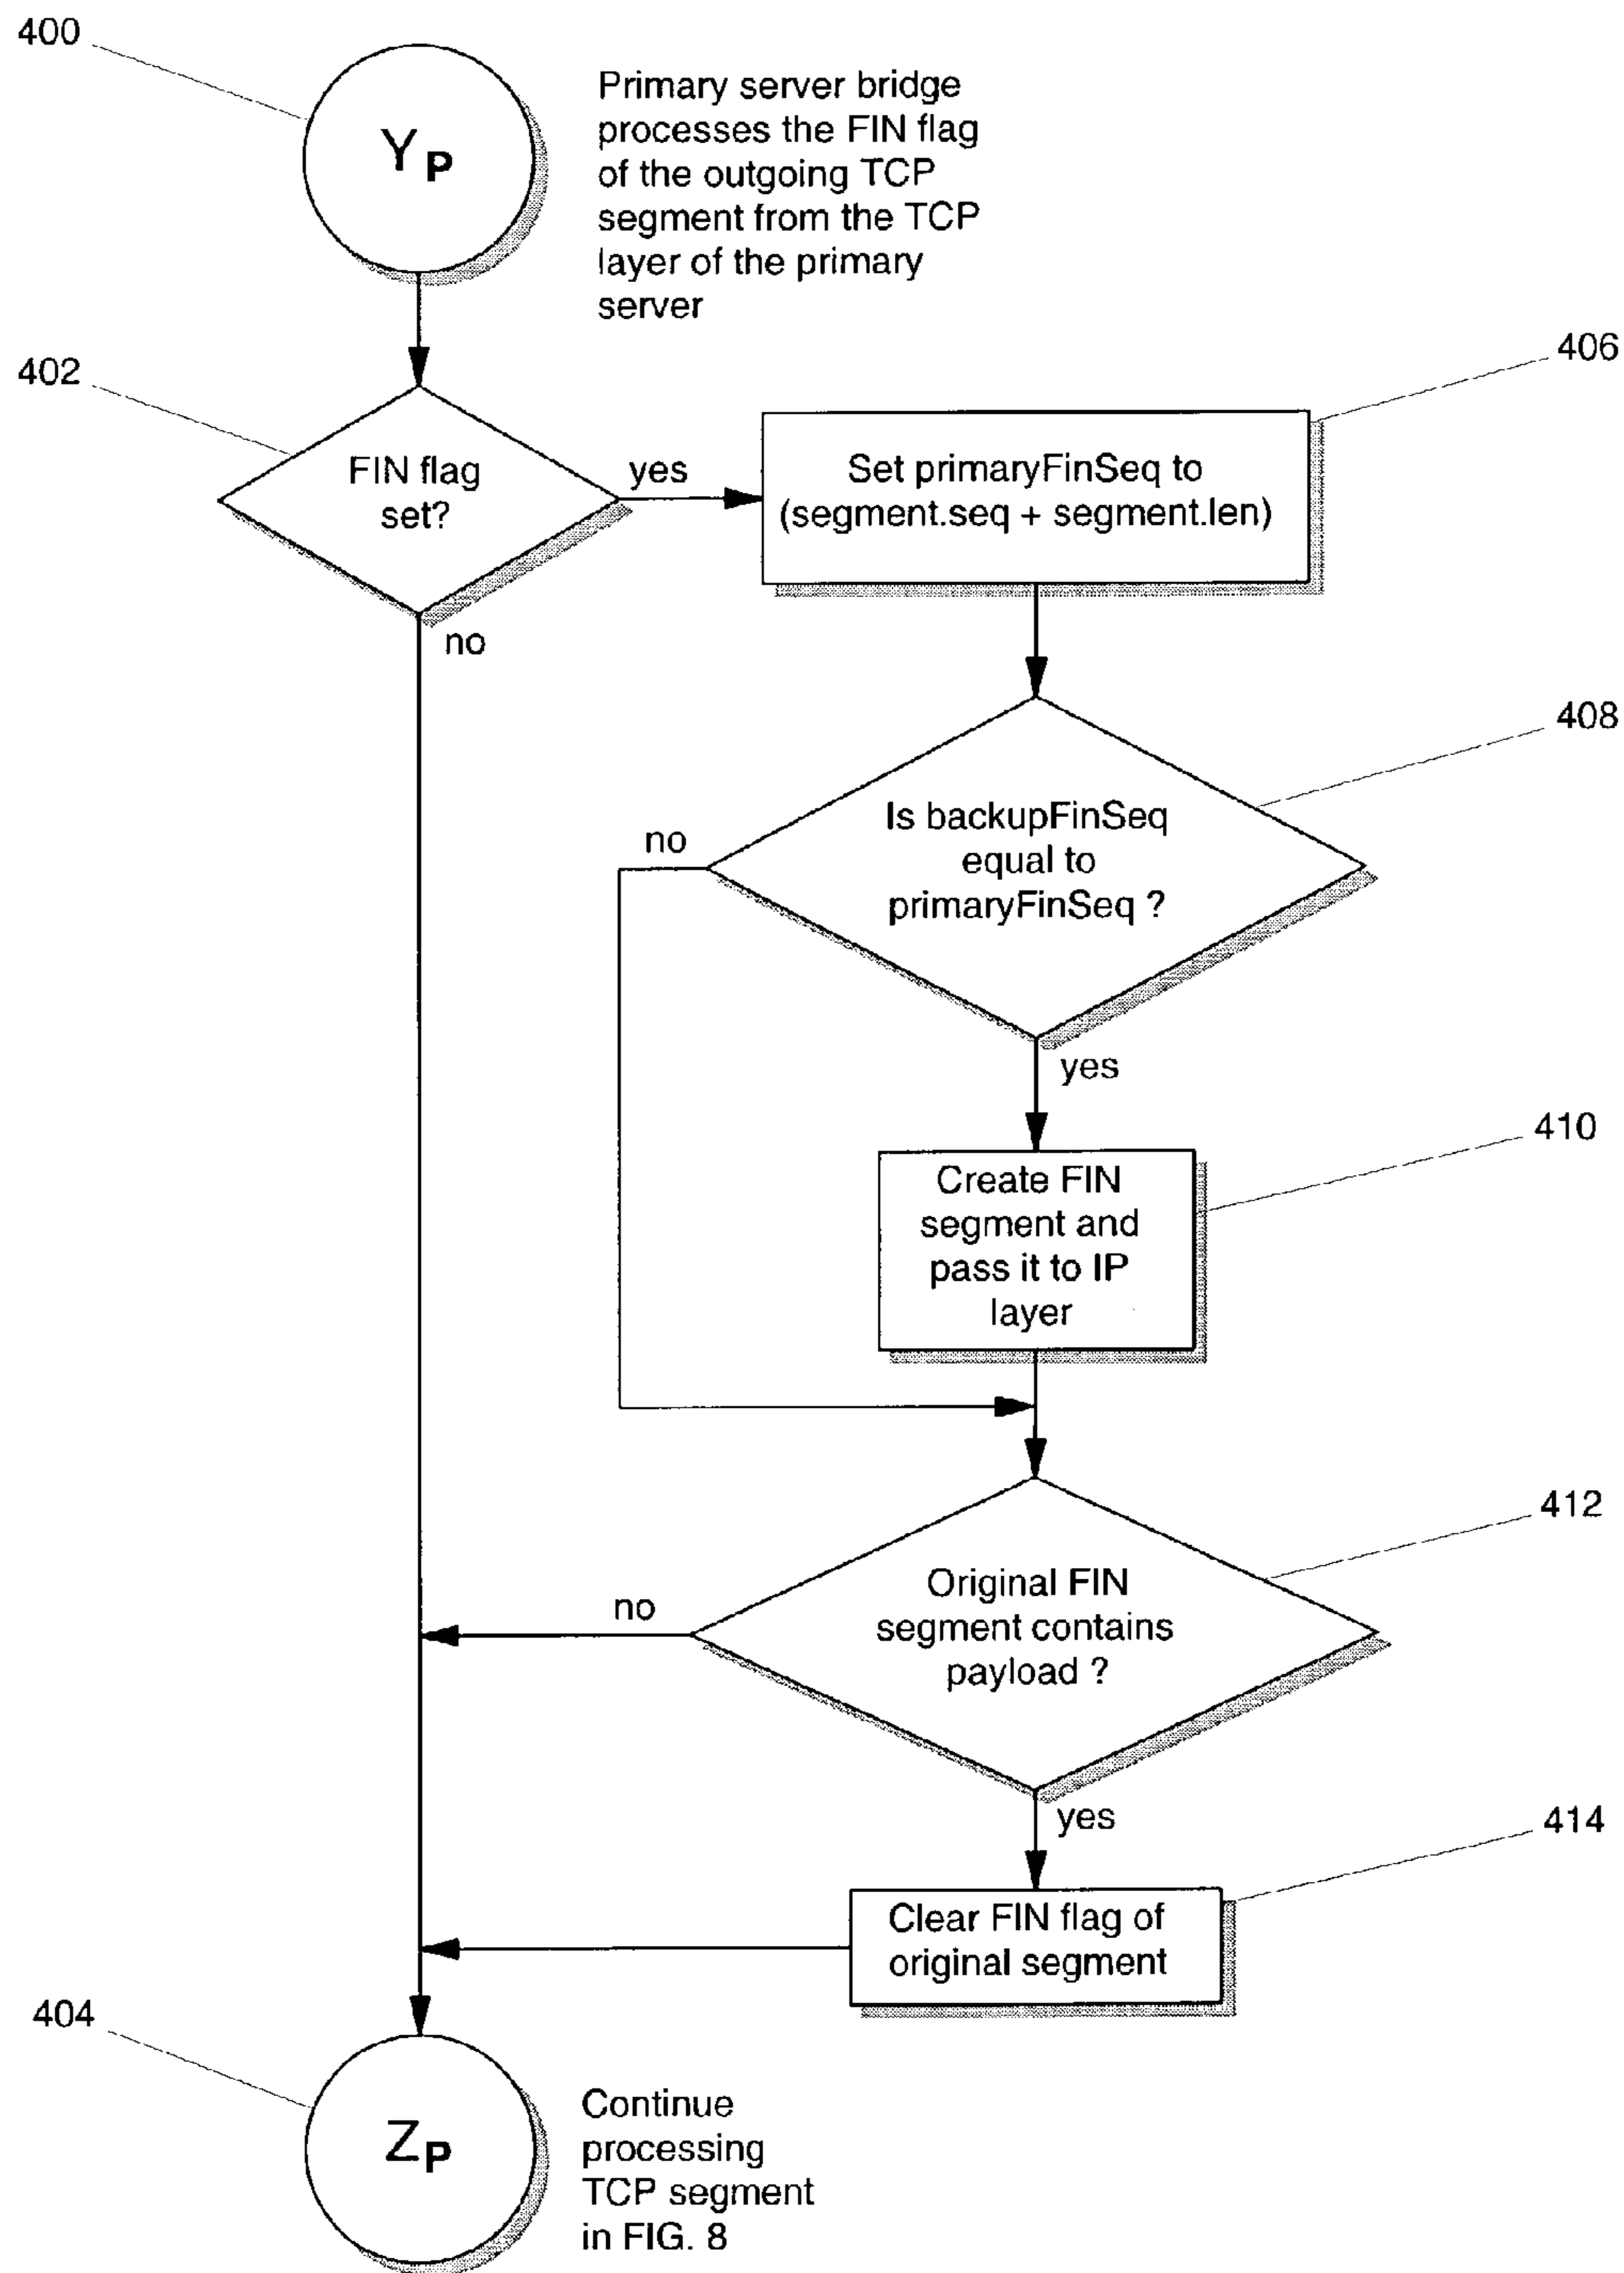 400
Y P
Primary server bridge
processes the FIN flag
of the outgoing TCP
segment from the TCP
layer of the primary
server
402
FIN flag
set?
yes
no
406
Set primaryFinSeq to
(segment.seq + segment.len)
408
Is backupFinSeq
equal to
primaryFinSeq ?
no
yes
410
Create FIN
segment and
pass it to IP
layer
412
Original FIN
segment contains
payload ?
no
yes
414
Clear FIN flag of
original segment
404
Z P
Continue
processing
TCP segment
in FIG. 8